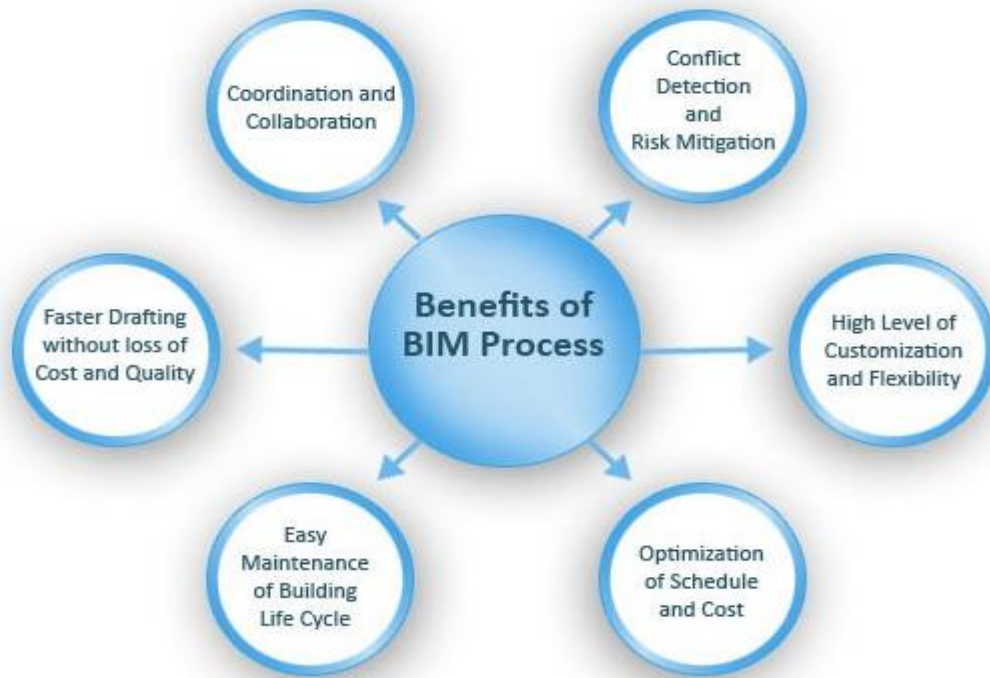 Coordination and
Collaboration
Conflict
Detection
and
Risk Mitigation
Faster Drafting
without loss of
Cost and Quality
Benefits of
BIM Process
High Level of
Customization
and Flexibility
Easy
Maintenance
of Building
Life Cycle
Optimization
of Schedule
and Cost